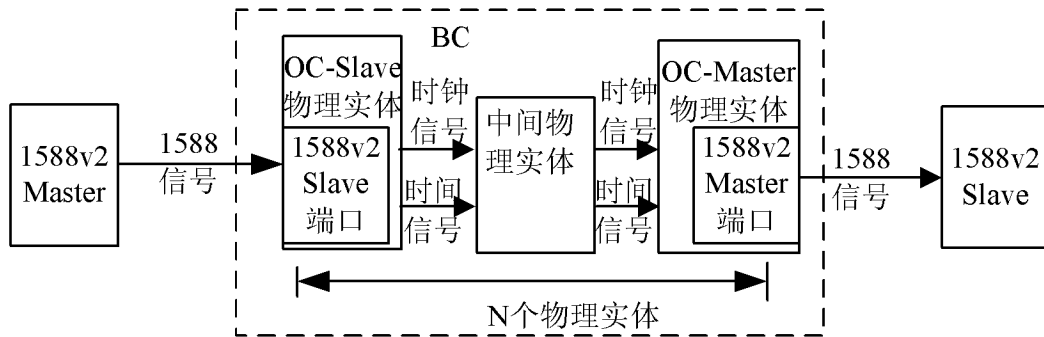 BC
1588v2
Master
1588
信号
OC-Slave
物理实体
1588v2
Slave
端口
时钟
信号
时间
信号
中间物
理实体
时钟
信号
时间
信号
OC-Master
物理实体
1588v2
Master
端口
1588
信号
1588v2
Slave
N个物理实体